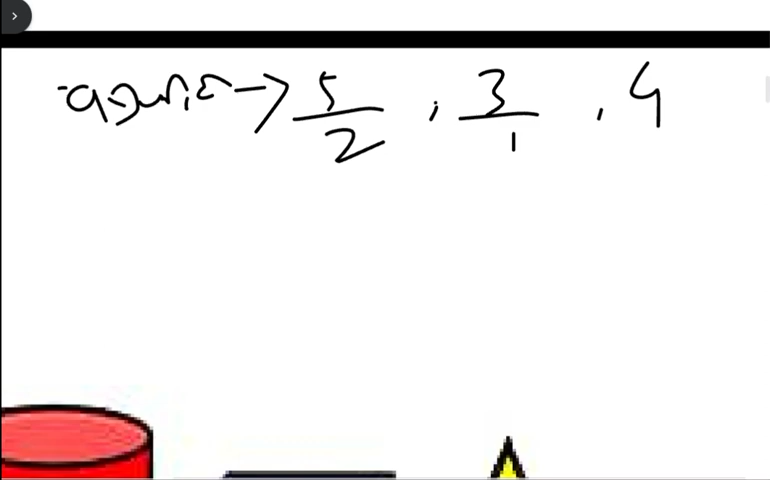 → 5/2 , 3/1 , 4